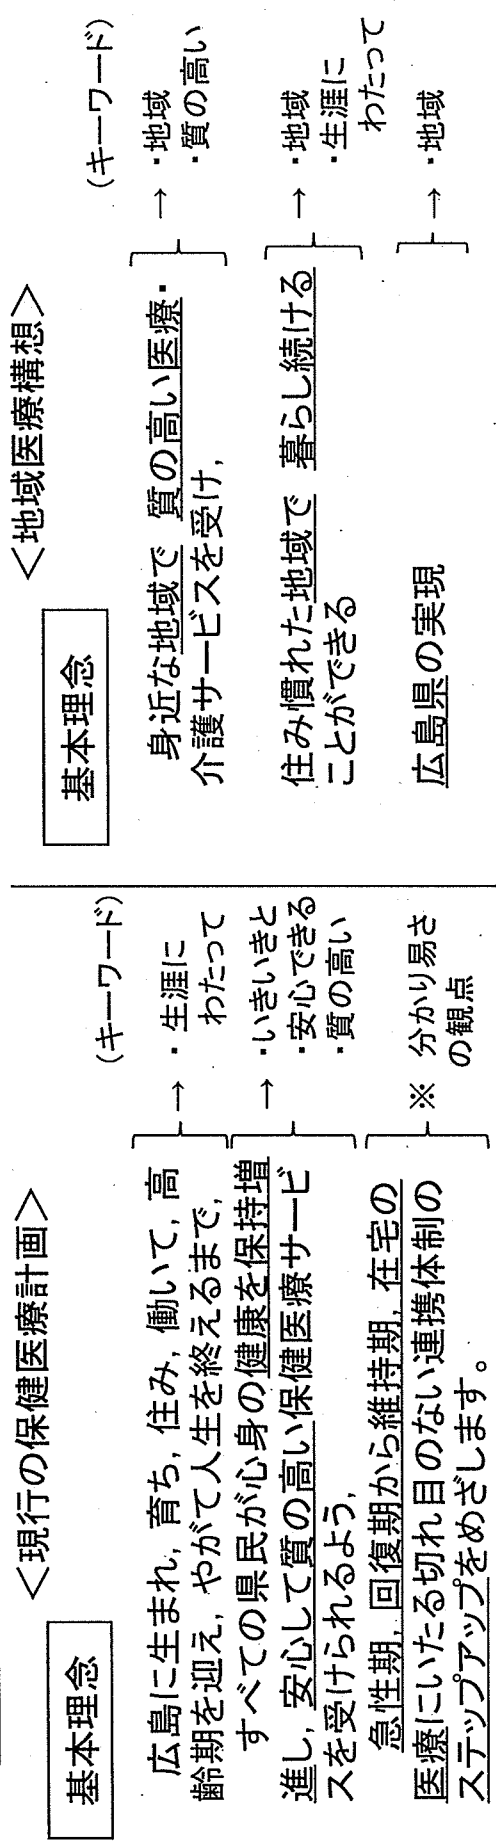 ＜現行の保健医療計画＞
基本理念
（キーワード）
広島に生まれ，育ち，住み，働いて，高
齢期を迎え，やがて人生を終えるまで，
→ ・生涯に
わたって
すべての県民が心身の健康を保持増
進し，安心して質の高い保健医療サービ
スを受けられるよう，
→ ・いきいきと
・安心できる
・質の高い
急性期，回復期から維持期，在宅の
医療にいたる切れ目のない連携体制の
ステップアップをめざします。
※ 分かり易さ
の観点
＜地域医療構想＞
基本理念
（キーワード）
身近な地域で 質の高い医療・
介護サービスを受け，
→ ・地域
・質の高い
住み慣れた地域で 暮らし続ける
ことができる
→ ・地域
・生涯に
わたって
広島県の実現
→ ・地域